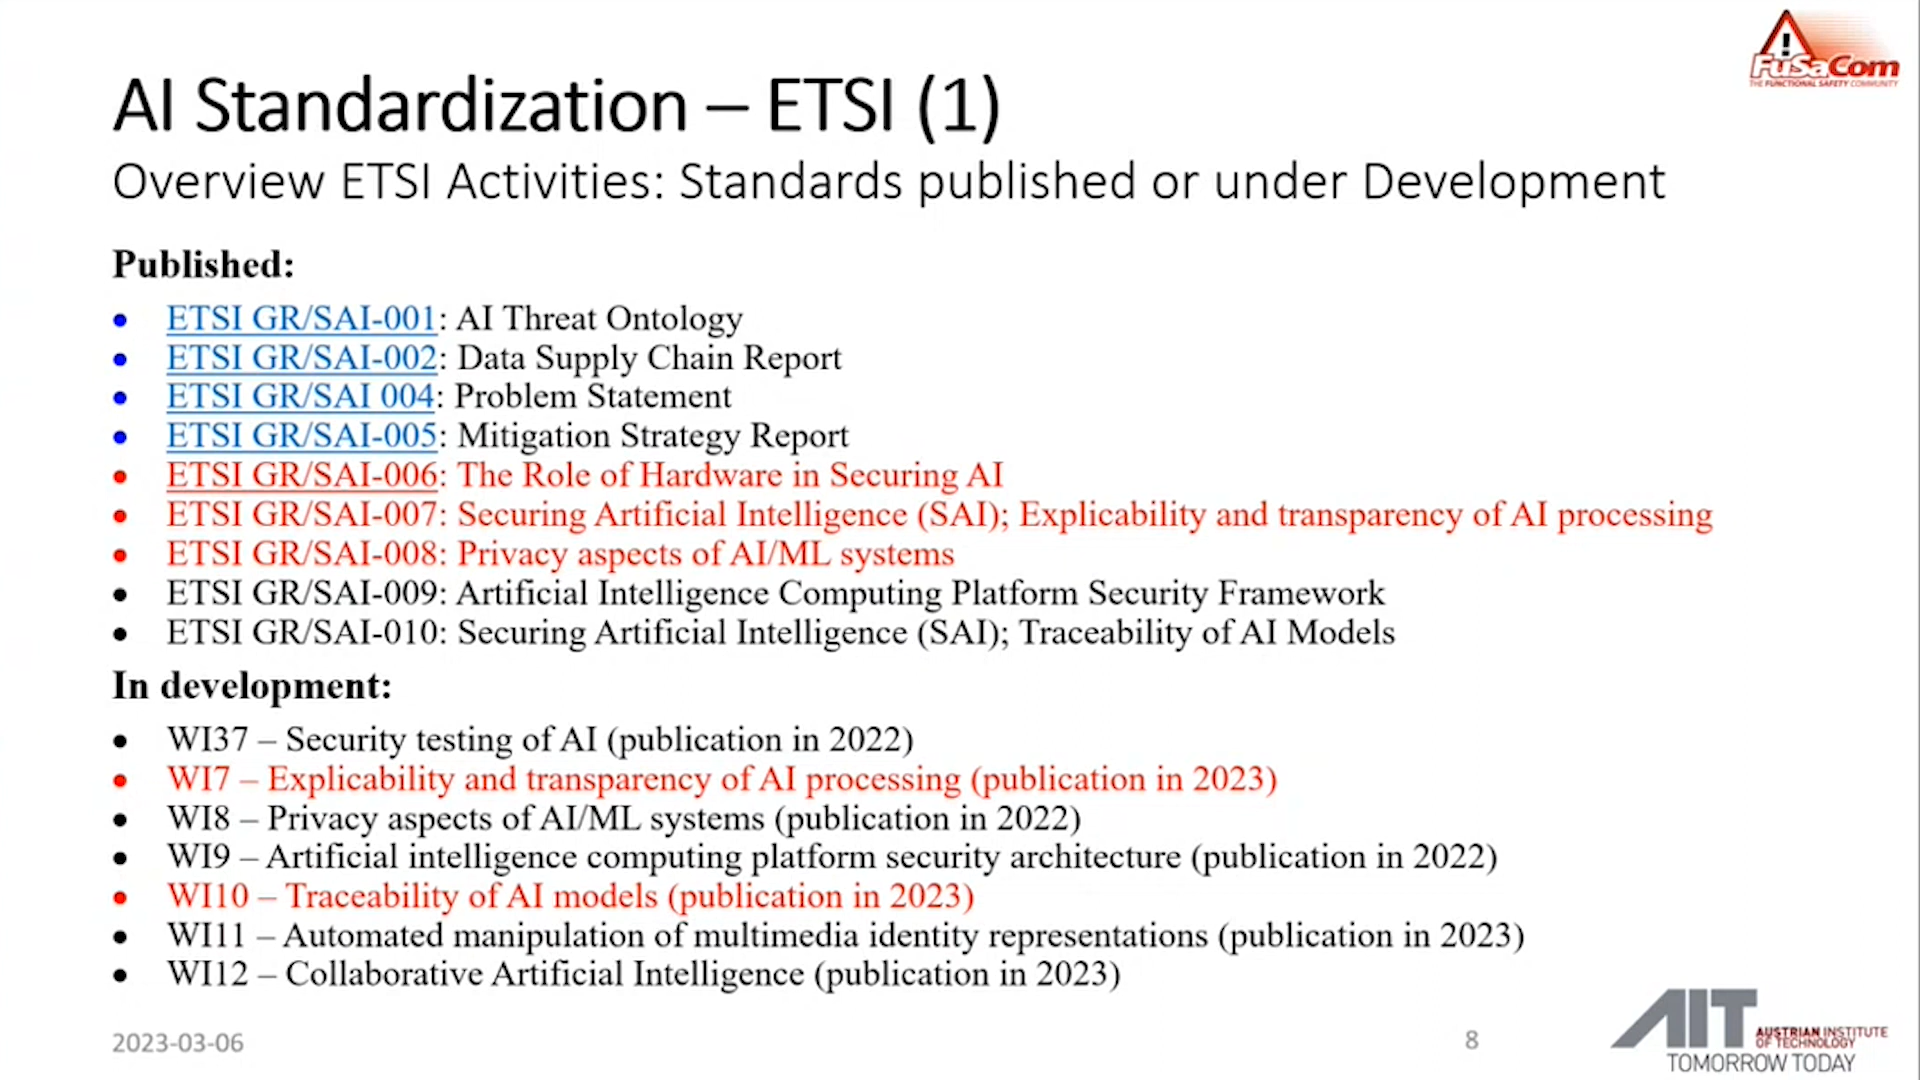 FuSaCom
THE FUNCTIONAL SAFETY COMMUNITY
AI Standardization – ETSI (1)
Overview ETSI Activities: Standards published or under Development
Published:
• ETSI GR/SAI-001: AI Threat Ontology
• ETSI GR/SAI-002: Data Supply Chain Report
• ETSI GR/SAI 004: Problem Statement
• ETSI GR/SAI-005: Mitigation Strategy Report
• ETSI GR/SAI-006: The Role of Hardware in Securing AI
• ETSI GR/SAI-007: Securing Artificial Intelligence (SAI); Explicability and transparency of AI processing
• ETSI GR/SAI-008: Privacy aspects of AI/ML systems
• ETSI GR/SAI-009: Artificial Intelligence Computing Platform Security Framework
• ETSI GR/SAI-010: Securing Artificial Intelligence (SAI); Traceability of AI Models
In development:
• WI37 – Security testing of AI (publication in 2022)
• WI7 – Explicability and transparency of AI processing (publication in 2023)
• WI8 – Privacy aspects of AI/ML systems (publication in 2022)
• WI9 – Artificial intelligence computing platform security architecture (publication in 2022)
• WI10 – Traceability of AI models (publication in 2023)
• WI11 – Automated manipulation of multimedia identity representations (publication in 2023)
• WI12 – Collaborative Artificial Intelligence (publication in 2023)
2023-03-06
8
AIT
AUSTRIAN INSTITUTE
OF TECHNOLOGY
TOMORROW TODAY